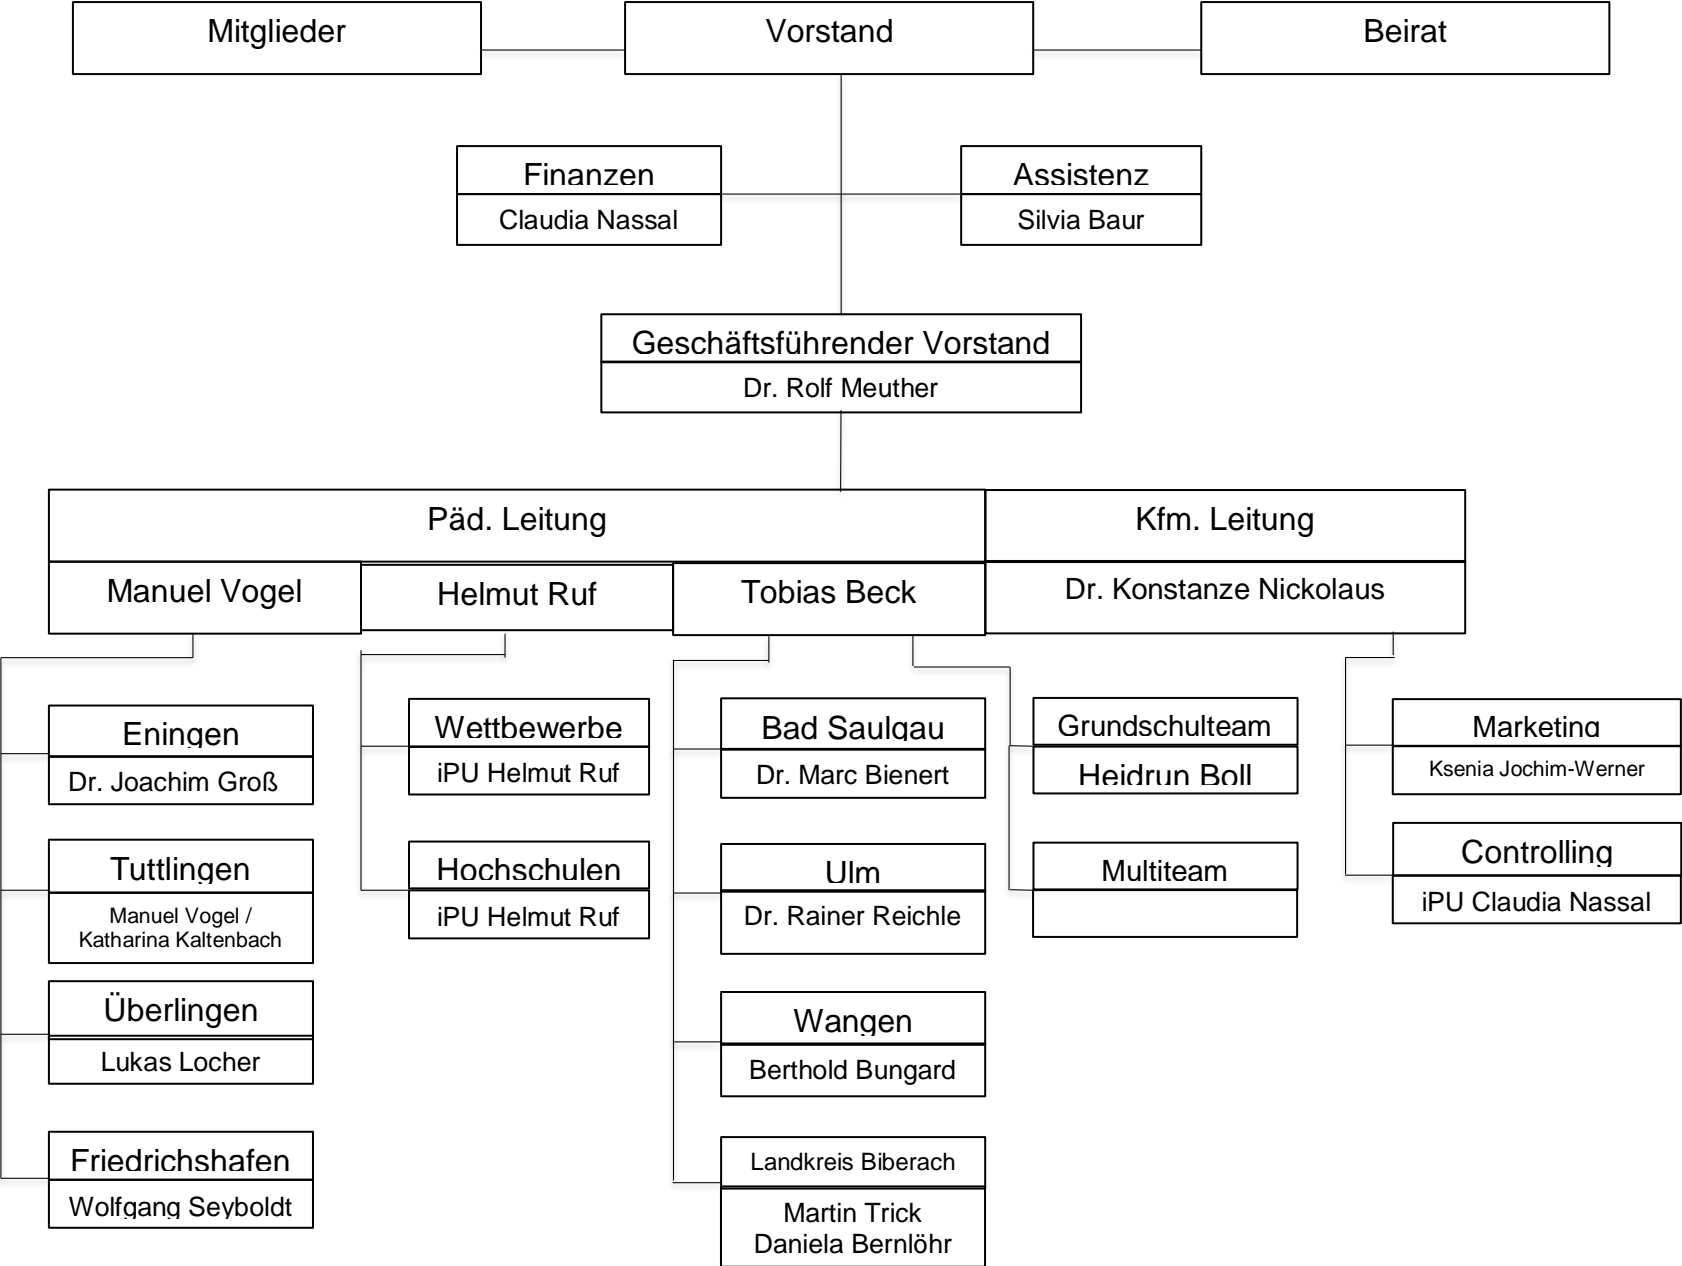 Mitglieder
Vorstand
Beirat
Finanzen
Claudia Nassal
Assistenz
Silvia Baur
Geschäftsführender Vorstand
Dr. Rolf Meuther
Päd. Leitung
Kfm. Leitung
Manuel Vogel
Helmut Ruf
Tobias Beck
Dr. Konstanze Nickolaus
Eningen
Dr. Joachim Groß
Tuttlingen
Manuel Vogel /
Katharina Kaltenbach
Überlingen
Lukas Locher
Friedrichshafen
Wolfgang Seyboldt
Wettbewerbe
iPU Helmut Ruf
Hochschulen
iPU Helmut Ruf
Bad Saulgau
Dr. Marc Bienert
Ulm
Dr. Rainer Reichle
Wangen
Berthold Bungard
Landkreis Biberach
Martin Trick
Daniela Bernlöhr
Grundschulteam
Heidrun Boll
Multiteam
Marketing
Ksenia Jochim-Werner
Controlling
iPU Claudia Nassal